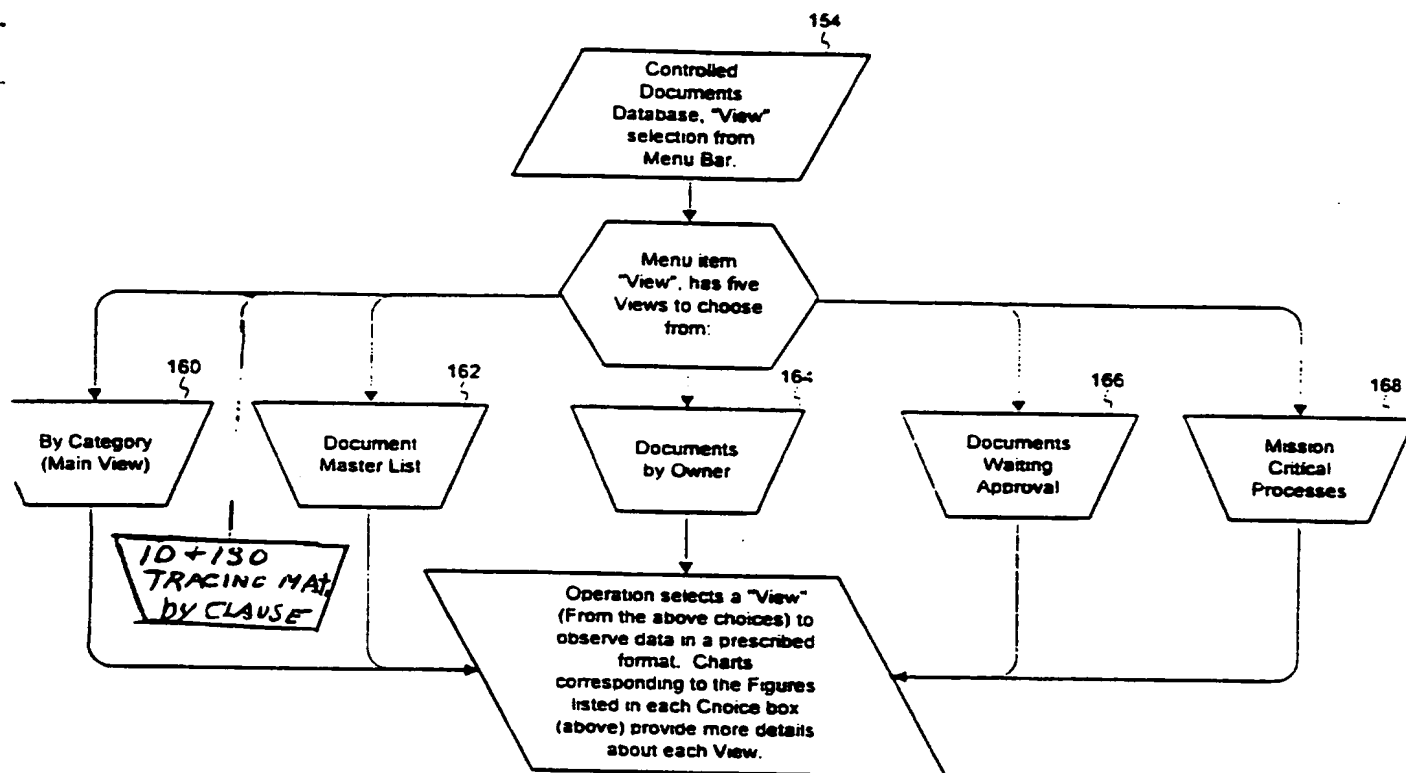 154
Controlled
Documents
Database, "View"
selection from
Menu Bar.
Menu item
"View", has five
Views to choose
from:
160
162
164
166
168
By Category
(Main View)
Document
Master List
Documents
by Owner
Documents
Waiting
Approval
Mission
Critical
Processes
10 + 130
TRACING MAT.
by CLAUSE
Operation selects a "View"
(From the above choices) to
observe data in a prescribed
format. Charts
corresponding to the Figures
listed in each Choice box
(above) provide more details
about each View.